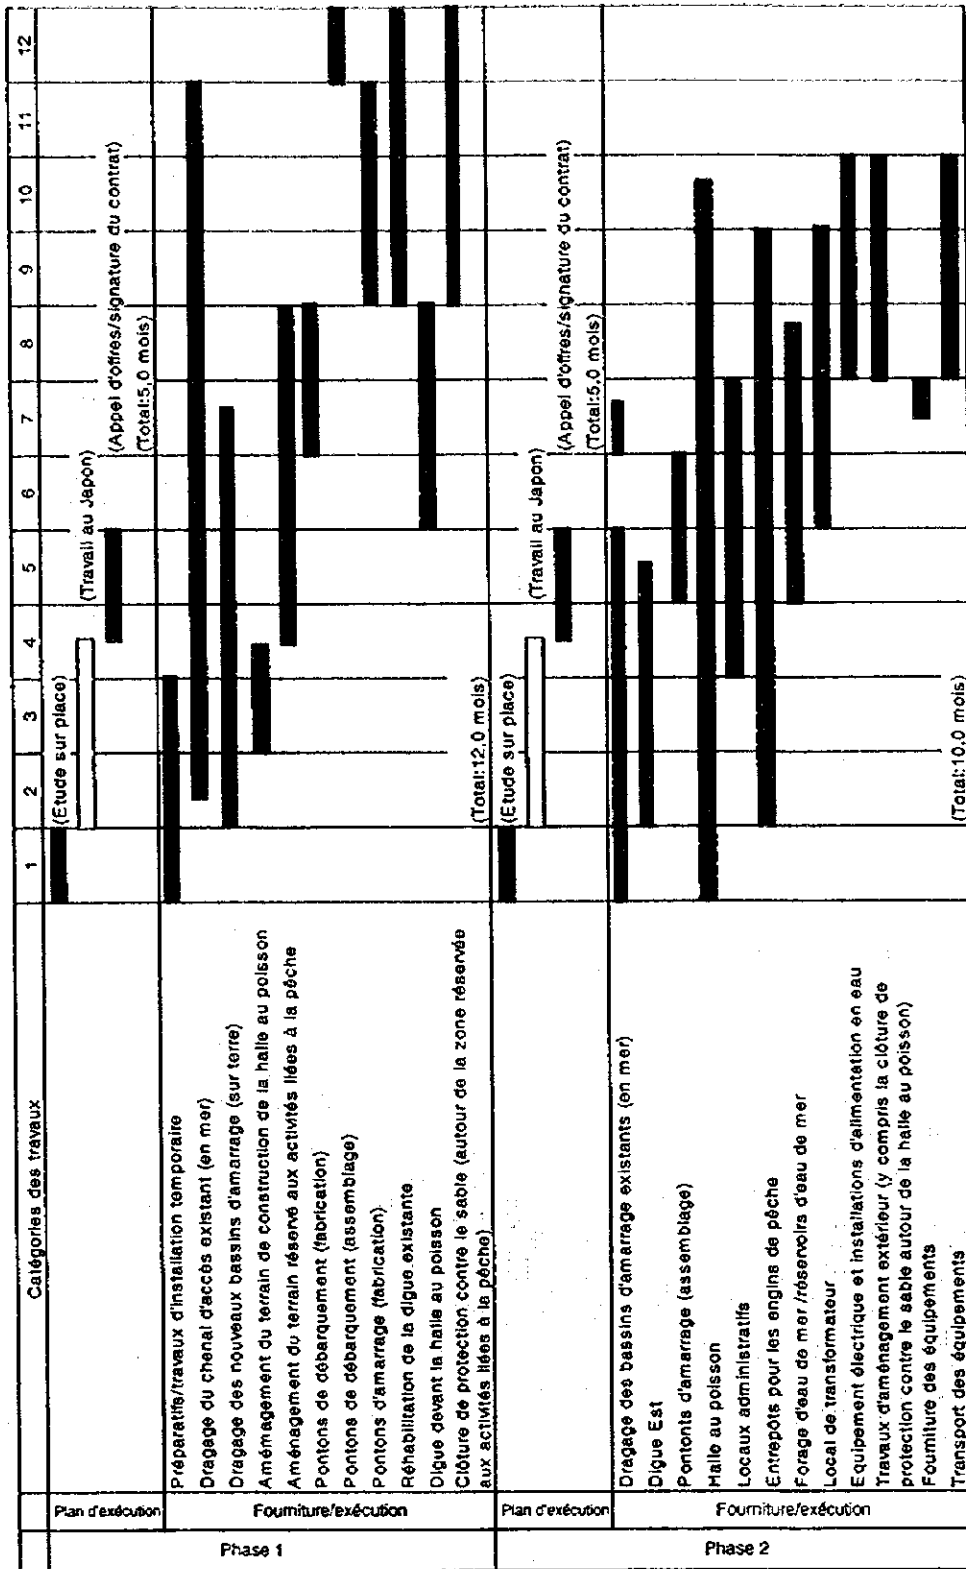 Catégories des travaux
1 2 3 4 5 6 7 8 9 10 11 12
Phase 1
Plan d'exécution
(Etude sur place)
(Travail au Japon)
(Appel d'offres/signature du contrat)
(Total:5,0 mois)
Fourniture/exécution
Préparatifs/travaux d'installation temporaire
Dragage du chenal d'accès existant (en mer)
Dragage des nouveaux bassins d'amarrage (sur terre)
Amémagement du terrain de construction de la halle au poisson
Aménagement du terrain réservé aux activités liées à la pêche
Pontons de débarquement (fabrication)
Pontons de débarquement (assemblage)
Pontons d'amarrage (fabrication)
Réhabilitation de la digue existante
Digue devant la halle au poisson
Clôture de protection contre le sable (autour de la zone réservée
aux activités liées à la pêche)
(Total:12,0 mois)
Phase 2
Plan d'exécution
(Etude sur place)
(Travail au Japon)
(Appel d'offres/signature du contrat)
(Total:5,0 mois)
Fourniture/exécution
Dragage des bassins d'amarrage existants (en mer)
Digue Est
Pontonts d'amarrage (assemblage)
Halle au poisson
Locaux administratifs
Entrepôts pour les engins de pêche
Forage d'eau de mer /réservoirs d'eau de mer
Local de transformateur
Equipement électrique et installations d'alimentation en eau
Travaux d'aménagement extérieur (y compris la clôture de
protection contre le sable autour de la halle au poisson)
Fourniture des équipements
Transport des équipements
(Total:10,0 mois)